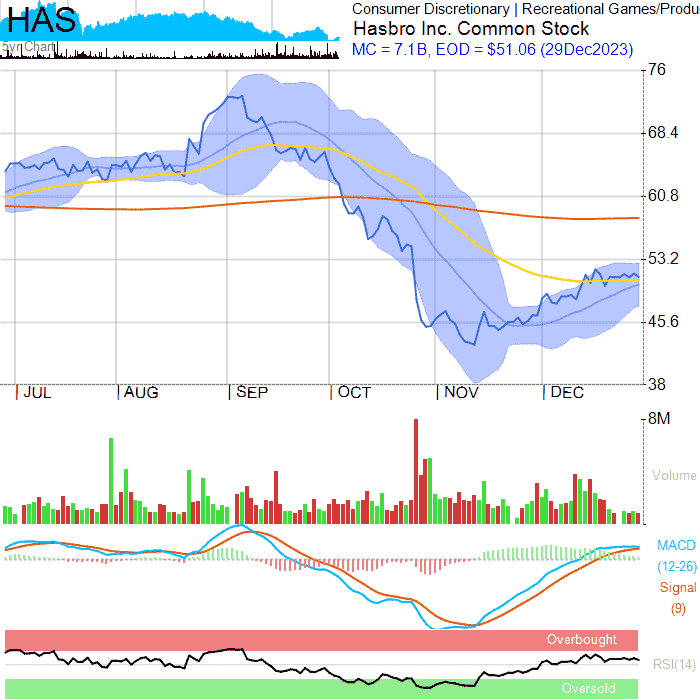 HAS
Consumer Discretionary | Recreational Games/Produ
Hasbro Inc. Common Stock
5yr Chart
MC = 7.1B, EOD = $51.06 (29Dec2023)
76
68.4
60.8
53.2
45.6
38
JUL AUG SEP OCT NOV DEC
8M
Volume
MACD
(12-26)
Signal
(9)
Overbought
RSI(14)
Oversold